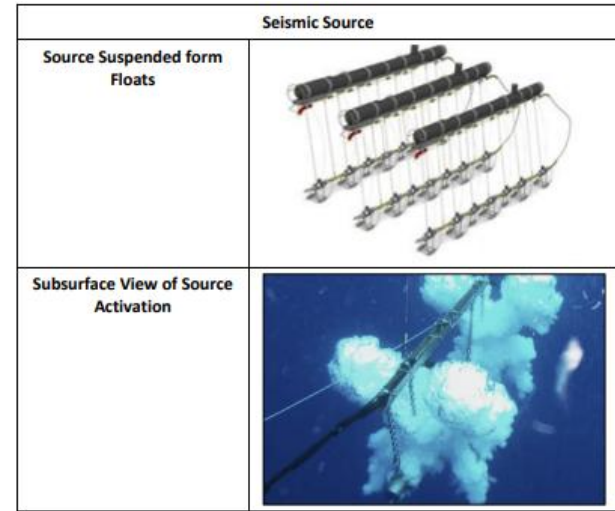 Seismic Source
Source Suspended form
Floats
Subsurface View of Source
Activation